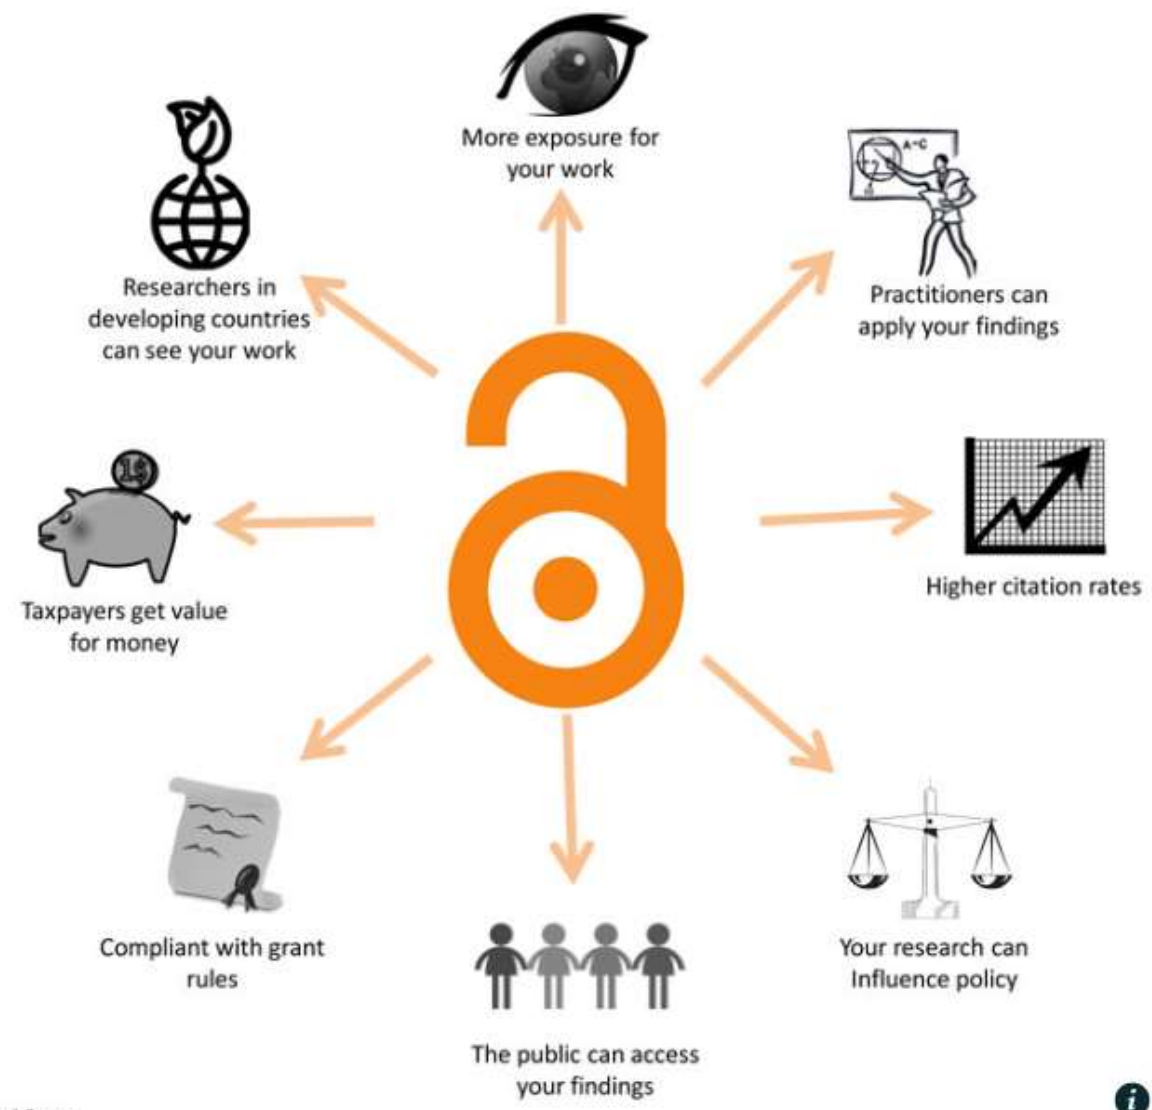 More exposure for
your work
A=C
Practitioners can
apply your findings
Researchers in
developing countries
can see your work
1$
Higher citation rates
Taxpayers get value
for money
Compliant with grant
rules
Your research can
Influence policy
The public can access
your findings
i